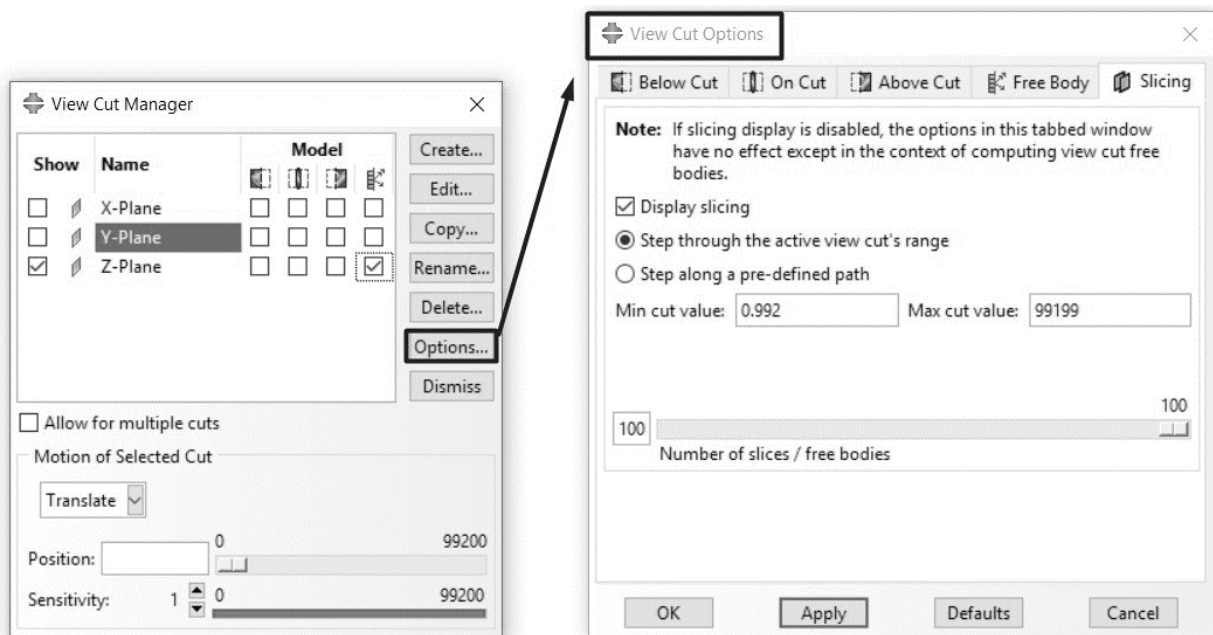 View Cut Manager
Show Name Model
X-Plane
Y-Plane
Z-Plane
Create...
Edit...
Copy...
Rename...
Delete...
Options...
Dismiss
Allow for multiple cuts
Motion of Selected Cut
Translate
Position: 0 99200
Sensitivity: 1 0 99200
View Cut Options
Below Cut On Cut Above Cut Free Body Slicing
Note: If slicing display is disabled, the options in this tabbed window
have no effect except in the context of computing view cut free
bodies.
Display slicing
Step through the active view cut's range
Step along a pre-defined path
Min cut value: 0.992 Max cut value: 99199
100
100
Number of slices / free bodies
OK Apply Defaults Cancel